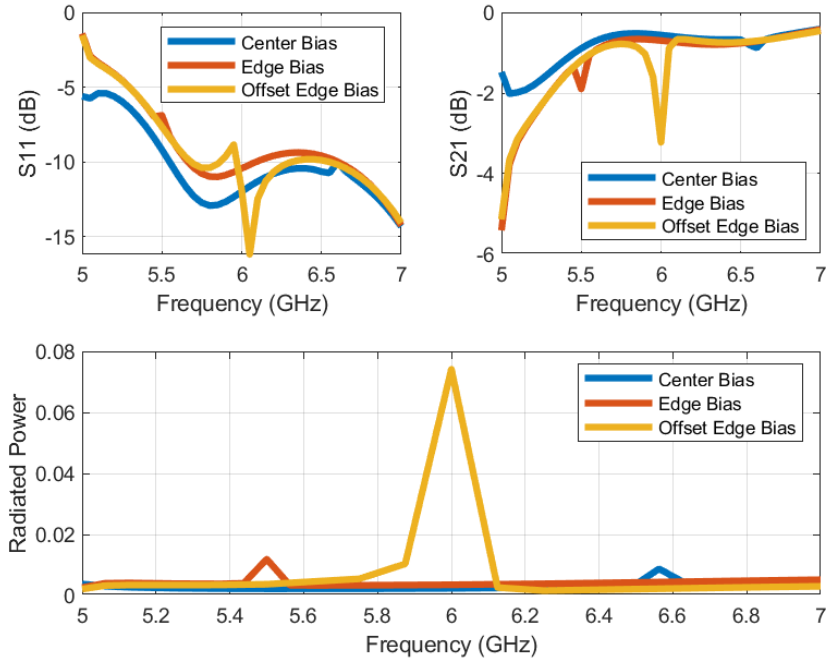 0
-5
-10
-15
S11 (dB)
Center Bias
Edge Bias
Offset Edge Bias
5
5.5
6
6.5
7
Frequency (GHz)
0
-2
-4
-6
S21 (dB)
Center Bias
Edge Bias
Offset Edge Bias
5
5.5
6
6.5
7
Frequency (GHz)
0.08
0.06
0.04
0.02
0
Radiated Power
Center Bias
Edge Bias
Offset Edge Bias
5
5.2
5.4
5.6
5.8
6
6.2
6.4
6.6
6.8
7
Frequency (GHz)